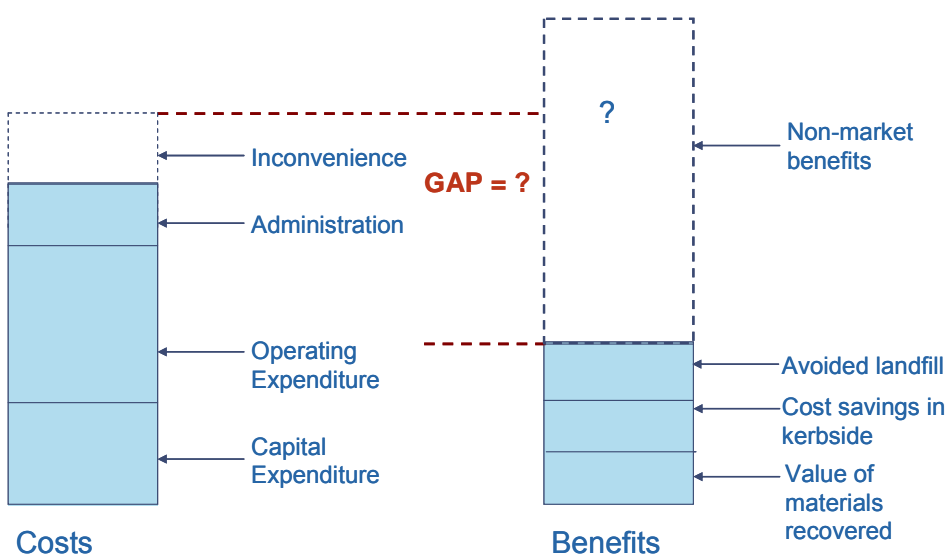 ?
Inconvenience
Non-market
benefits
GAP = ?
Administration
Operating
Expenditure
Avoided landfill
Cost savings in
kerbside
Capital
Expenditure
Value of
materials
recovered
Costs
Benefits